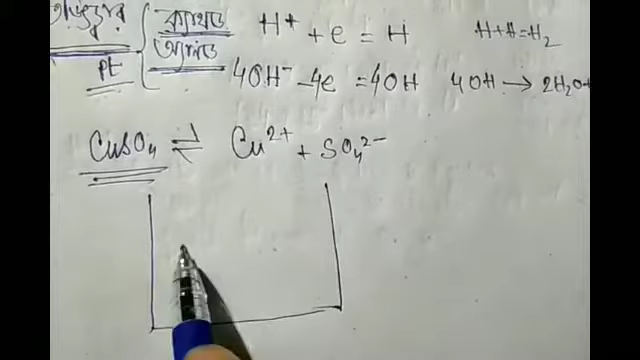 ক্যাথোড H⁺ + e = H H+H=H₂
Pt অ্যানোড 4OH⁻ -4e =4OH 4OH → 2H₂O+
CuSO₄ ⇌ Cu²⁺ + SO₄²⁻